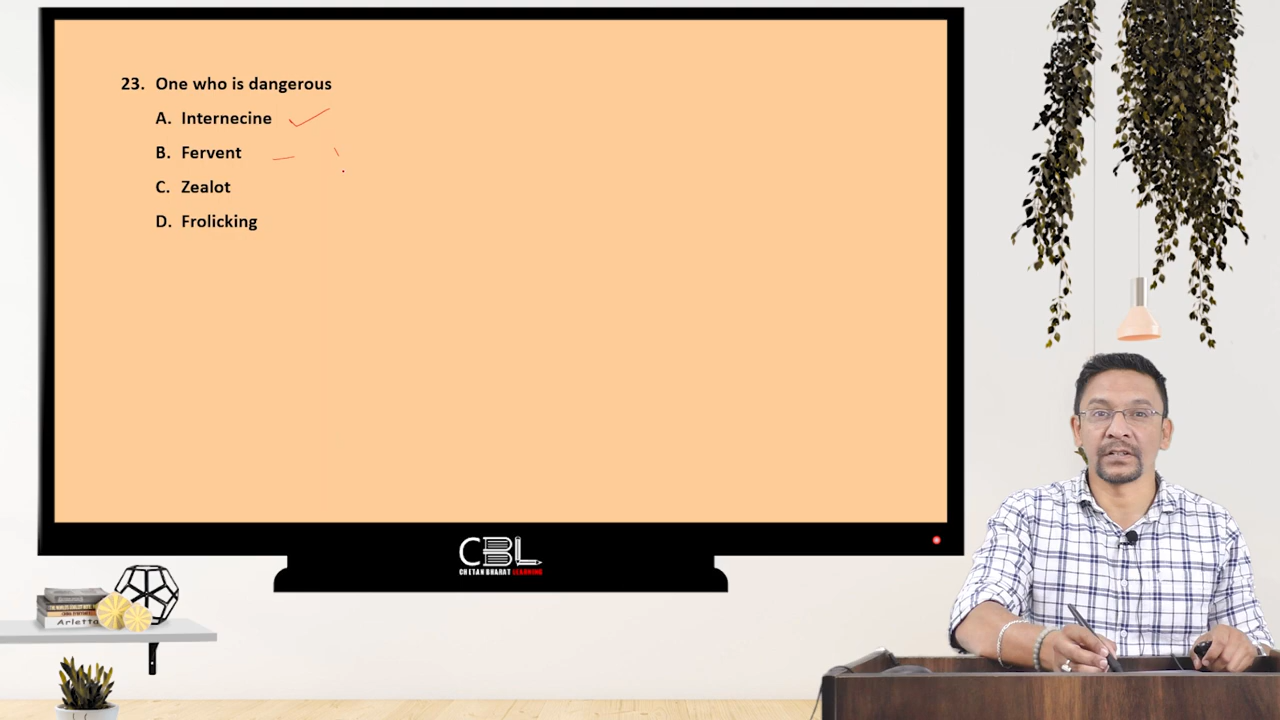 23. One who is dangerous
A. Internecine
B. Fervent
C. Zealot
D. Frolicking
CBL
CHETAN BHARAT LEARNING
Arletta